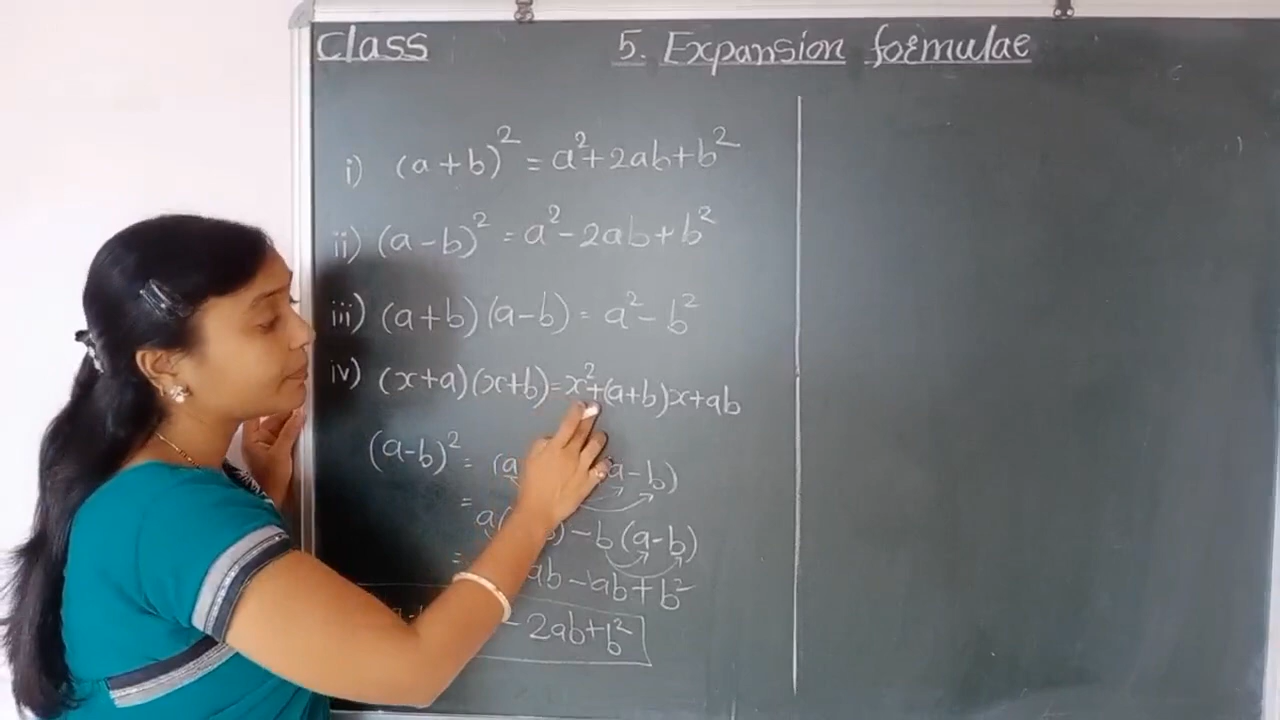 Class
5. Expansion formulae
i) (a+b)² = a²+2ab+b²
ii) (a-b)² = a²-2ab+b²
iii) (a+b)(a-b) = a²-b²
iv) (x+a)(x+b)=x²+(a+b)x+ab
(a-b)² = (a a-b)
= a( b) -b(a-b)
= ab -ab+b²
- 2ab+b²